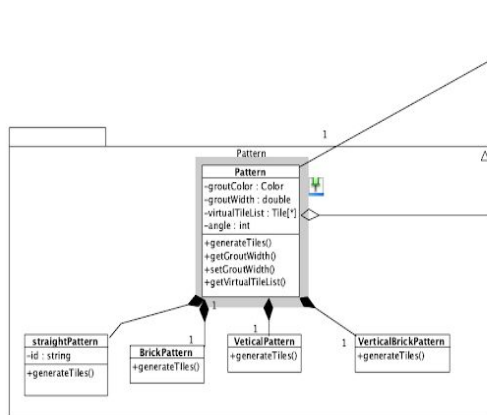 1
Pattern
Pattern
-groutColor : Color
-groutWidth : double
-virtualTileList : Tile[*]
-angle : int
+generateTiles()
+getGroutWidth()
+setGroutWidth()
+getVirtualTileList()
1
1
1
1
straightPattern
-id : string
+generateTiles()
BrickPattern
+generateTIles()
VeticalPattern
+generateTiles()
VerticalBrickPattern
+generateTiles()